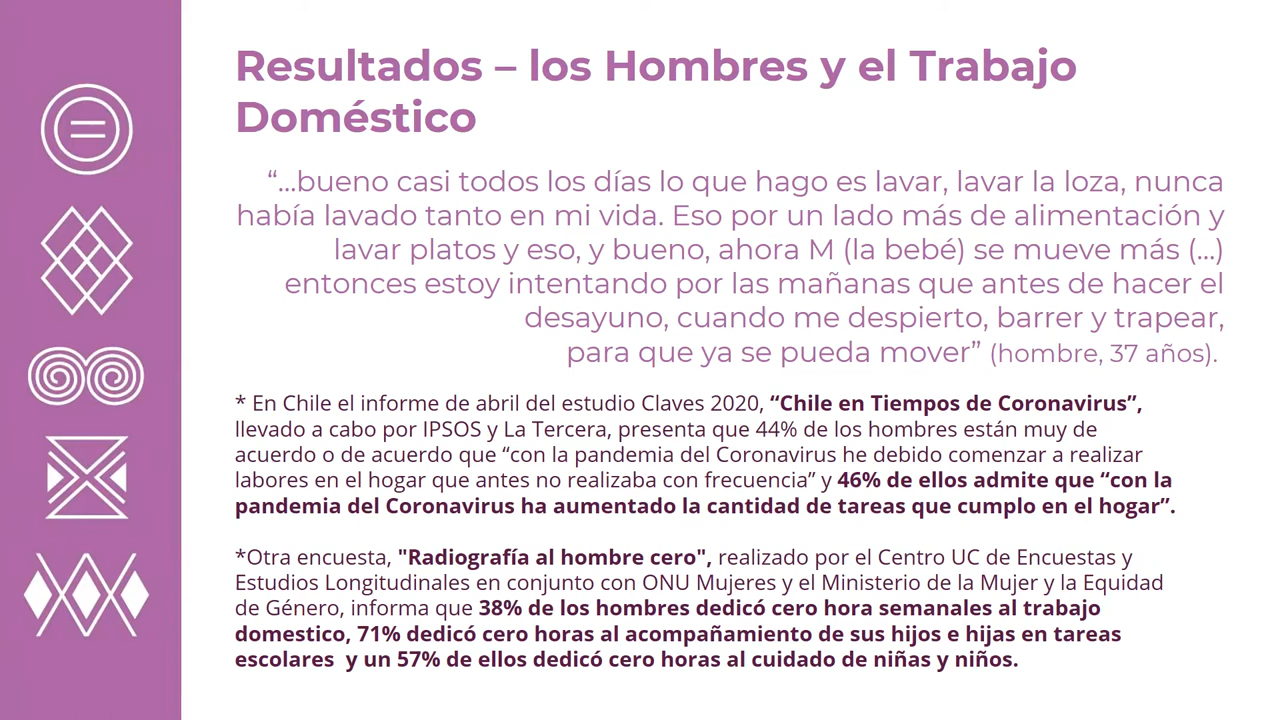 Resultados – los Hombres y el Trabajo
Doméstico
“...bueno casi todos los días lo que hago es lavar, lavar la loza, nunca
había lavado tanto en mi vida. Eso por un lado más de alimentación y
lavar platos y eso, y bueno, ahora M (la bebé) se mueve más (...)
entonces estoy intentando por las mañanas que antes de hacer el
desayuno, cuando me despierto, barrer y trapear,
para que ya se pueda mover” (hombre, 37 años).
* En Chile el informe de abril del estudio Claves 2020, “Chile en Tiempos de Coronavirus”,
llevado a cabo por IPSOS y La Tercera, presenta que 44% de los hombres están muy de
acuerdo o de acuerdo que “con la pandemia del Coronavirus he debido comenzar a realizar
labores en el hogar que antes no realizaba con frecuencia” y 46% de ellos admite que “con la
pandemia del Coronavirus ha aumentado la cantidad de tareas que cumplo en el hogar”.
*Otra encuesta, "Radiografía al hombre cero", realizado por el Centro UC de Encuestas y
Estudios Longitudinales en conjunto con ONU Mujeres y el Ministerio de la Mujer y la Equidad
de Género, informa que 38% de los hombres dedicó cero hora semanales al trabajo
domestico, 71% dedicó cero horas al acompañamiento de sus hijos e hijas en tareas
escolares  y un 57% de ellos dedicó cero horas al cuidado de niñas y niños.